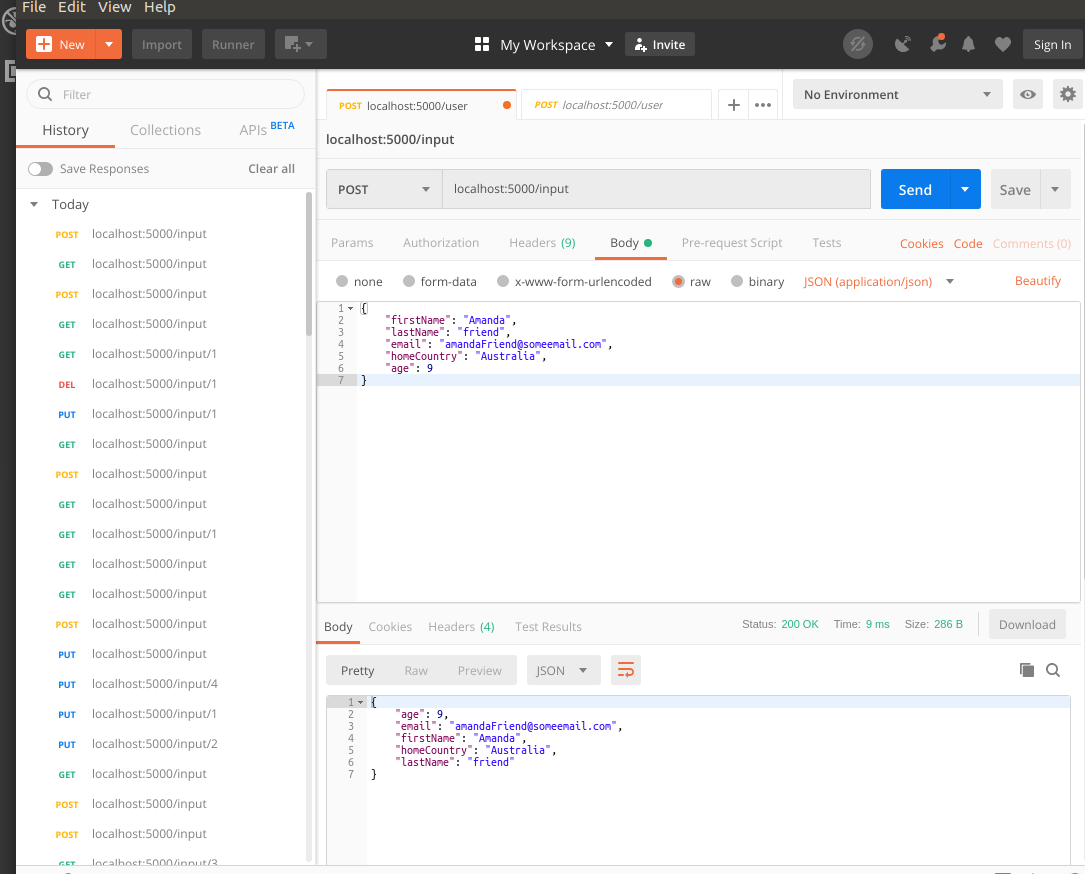 File Edit View Help
New Import Runner My Workspace Invite Sign In
Filter
History Collections APIs BETA
Save Responses Clear all
Today
POST localhost:5000/input
GET localhost:5000/input
POST localhost:5000/input
GET localhost:5000/input
GET localhost:5000/input/1
DEL localhost:5000/input/1
PUT localhost:5000/input/1
GET localhost:5000/input
POST localhost:5000/input
GET localhost:5000/input
GET localhost:5000/input/1
GET localhost:5000/input
GET localhost:5000/input
POST localhost:5000/input
PUT localhost:5000/input
PUT localhost:5000/input/4
PUT localhost:5000/input/1
PUT localhost:5000/input/2
GET localhost:5000/input
POST localhost:5000/input
POST localhost:5000/input
GET localhost:5000/input/3
POST localhost:5000/user POST localhost:5000/user + ••• No Environment
localhost:5000/input
POST localhost:5000/input Send Save
Params Authorization Headers (9) Body Pre-request Script Tests Cookies Code Comments (0)
none form-data x-www-form-urlencoded raw binary JSON (application/json) Beautify
1 {
2 "firstName": "Amanda",
3 "lastName": "friend",
4 "email": "amandaFriend@someemail.com",
5 "homeCountry": "Australia",
6 "age": 9
7 }
Body Cookies Headers (4) Test Results Status: 200 OK Time: 9 ms Size: 286 B Download
Pretty Raw Preview JSON
1 {
2 "age": 9,
3 "email": "amandaFriend@someemail.com",
4 "firstName": "Amanda",
5 "homeCountry": "Australia",
6 "lastName": "friend"
7 }